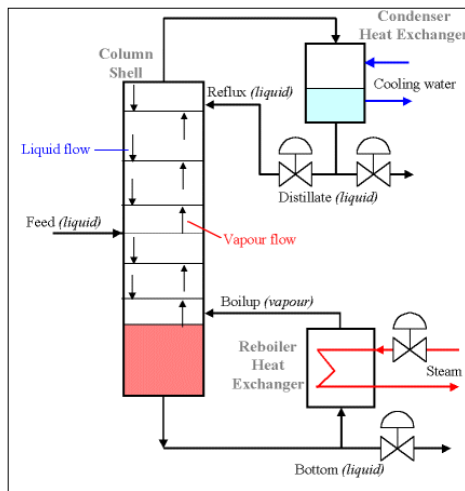 Condenser
Heat Exchanger
Column
Shell
Cooling water
Reflux (liquid)
Liquid flow
Distillate (liquid)
Feed (liquid)
Vapour flow
Boilup (vapour)
Reboiler
Heat
Exchanger
Steam
Bottom (liquid)